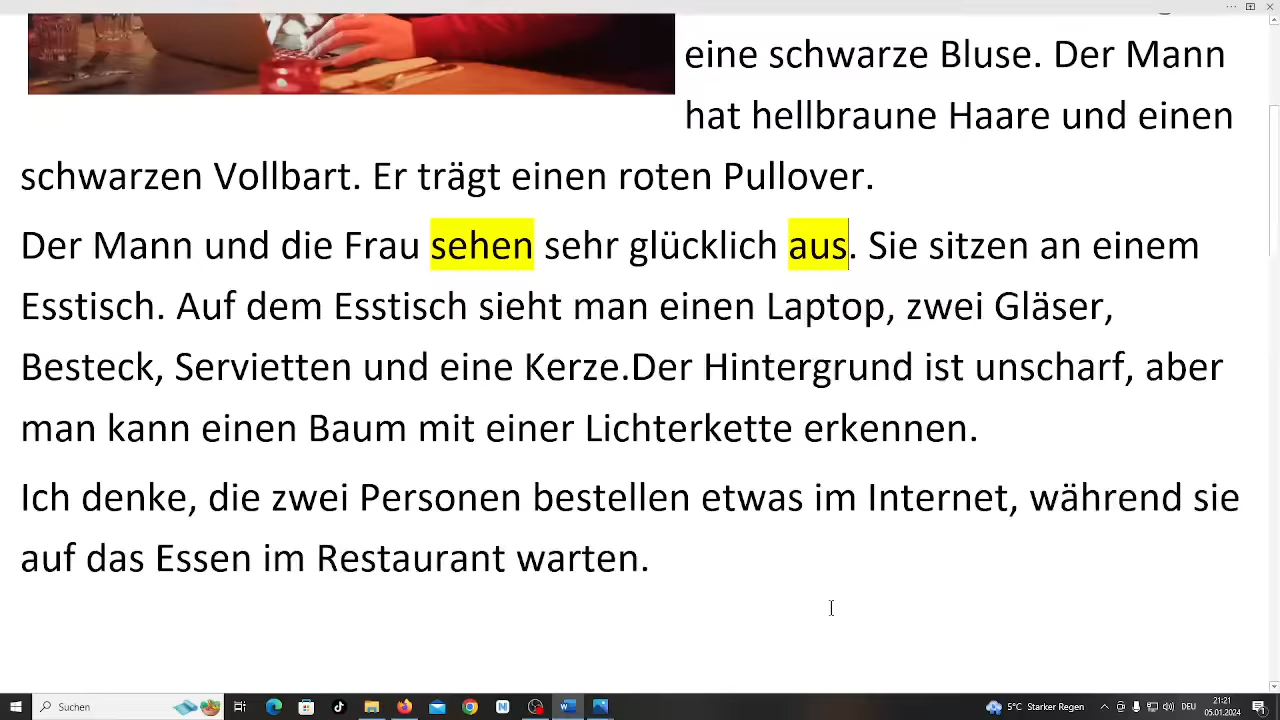 eine schwarze Bluse. Der Mann
hat hellbraune Haare und einen
schwarzen Vollbart. Er trägt einen roten Pullover.
Der Mann und die Frau sehen sehr glücklich aus. Sie sitzen an einem
Esstisch. Auf dem Esstisch sieht man einen Laptop, zwei Gläser,
Besteck, Servietten und eine Kerze.Der Hintergrund ist unscharf, aber
man kann einen Baum mit einer Lichterkette erkennen.
Ich denke, die zwei Personen bestellen etwas im Internet, während sie
auf das Essen im Restaurant warten.
Suchen
5°C Starker Regen
DEU
21:21
05.01.2024